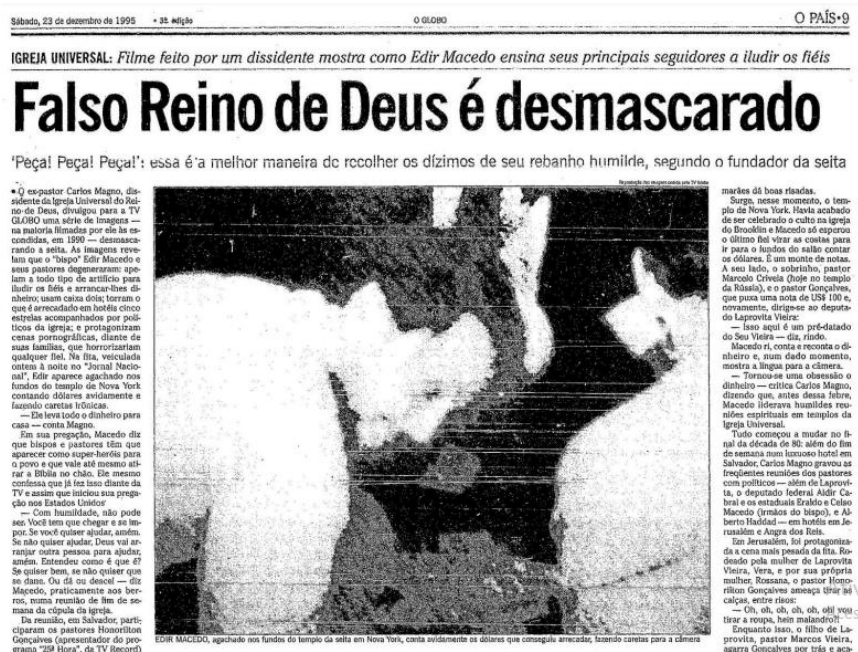 Sábado, 23 de dezembro de 1995 • 3ª edição
O GLOBO
O PAÍS•9
IGREJA UNIVERSAL: Filme feito por um dissidente mostra como Edir Macedo ensina seus principais seguidores a iludir os fiéis
Falso Reino de Deus é desmascarado
'Peça! Peça! Peça!': essa é a melhor maneira de recolher os dízimos de seu rebanho humilde, segundo o fundador da seita
• O ex-pastor Carlos Magno, dis-
sidente da Igreja Universal do Rei-
no de Deus, divulgou para a TV
GLOBO uma série de imagens —
na maioria filmadas por ele às es-
condidas, em 1990 — desmasca-
rando a seita. As imagens reve-
lam que o "bispo" Edir Macedo e
seus pastores degeneraram: ape-
lam a todo tipo de artifício para
iludir os fiéis e arrancar-lhes di-
nheiro; usam caixa dois; torram o
que é arrecadado em hotéis cinco
estrelas acompanhados por polí-
ticos da igreja; e protagonizam
cenas pornográficas, diante de
suas famílias, que horrorizariam
qualquer fiel. Na fita, veiculada
ontem à noite no "Jornal Nacio-
nal", Edir aparece agachado nos
fundos do templo de Nova York
contando dólares avidamente e
fazendo caretas irônicas.
— Ele leva todo o dinheiro para
casa — conta Magno.
Em sua pregação, Macedo diz
que bispos e pastores têm que
aparecer como super-heróis para
o povo e que vale até mesmo ati-
rar a Bíblia no chão. Ele mesmo
confessa que já fez isso diante da
TV e assim que iniciou sua prega-
ção nos Estados Unidos
— Com humildade, não pode
ser. Você tem que chegar e se im-
por. Se você quiser ajudar, amém.
Se não quiser ajudar, Deus vai ar-
ranjar outra pessoa para ajudar,
amém. Entendeu como é que é?
Se quiser bem, se não quiser que
se dane. Ou dá ou desce! — diz
Macedo, praticamente aos ber-
ros, numa reunião de fim de se-
mana da cúpula da igreja.
Da reunião, em Salvador, parti-
ciparam os pastores Honorilton
Gonçalves (apresentador do pro-
grama "25ª Hora", da TV Record)
Reprodução das imagens cedida pela TV Globo
EDIR MACEDO, agachado nos fundos do templo da seita em Nova York, conta avidamente os dólares que conseguiu arrecadar, fazendo caretas para a câmera
marães dá boas risadas.
Surge, nesse momento, o tem-
plo de Nova York. Havia acabado
de ser celebrado o culto na igreja
do Brooklin e Macedo só esperou
o último fiel virar as costas para
ir para o fundos do salão contar
os dólares. É um monte de notas.
A seu lado, o sobrinho, pastor
Marcelo Crivela (hoje no templo
da Rússia), e o pastor Gonçalves,
que puxa uma nota de US$ 100 e,
novamente, dirige-se ao deputa-
do Laprovita Vieira:
— Isso aqui é um pré-datado
do Seu Vieira — diz, rindo.
Macedo ri, conta e reconta o di-
nheiro e, num dado momento,
mostra a língua para a câmera.
— Tornou-se uma obsessão o
dinheiro — critica Carlos Magno,
dizendo que, antes dessa febre,
Macedo liderava humildes reu-
niões espirituais em templos da
Igreja Universal.
Tudo começou a mudar no fi-
nal da década de 80: além do fim
de semana num luxuoso hotel em
Salvador, Carlos Magno gravou as
freqüentes reuniões dos pastores
com políticos — além de Laprovi-
ta, o deputado federal Aldir Ca-
bral e os estaduais Eraldo e Celso
Macedo (irmãos do bispo), e Al-
berto Haddad — em hotéis em Je-
rusalém e Angra dos Reis.
Em Jerusalém, foi protagoniza-
da a cena mais pesada da fita. Ro-
deado pela mulher de Laprovita
Vieira, Vera, e por sua própria
mulher, Rossana, o pastor Hono-
rilton Gonçalves ameaça tirar as
calças, entre risos:
— Oh, oh, oh, oh, oh! vou
tirar a roupa, hein malandro?!
Enquanto isso, o filho de La-
provita, pastor Marcos Vieira,
agarra Gonçalves por trás e aca-